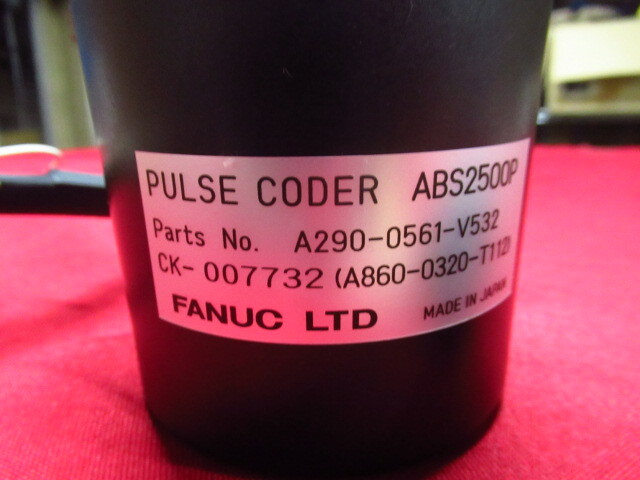 PULSE CODER ABS2500P
Parts No. A290-0561-V532
CK-007732 (A860-0320-T112)
FANUC LTD MADE IN JAPAN